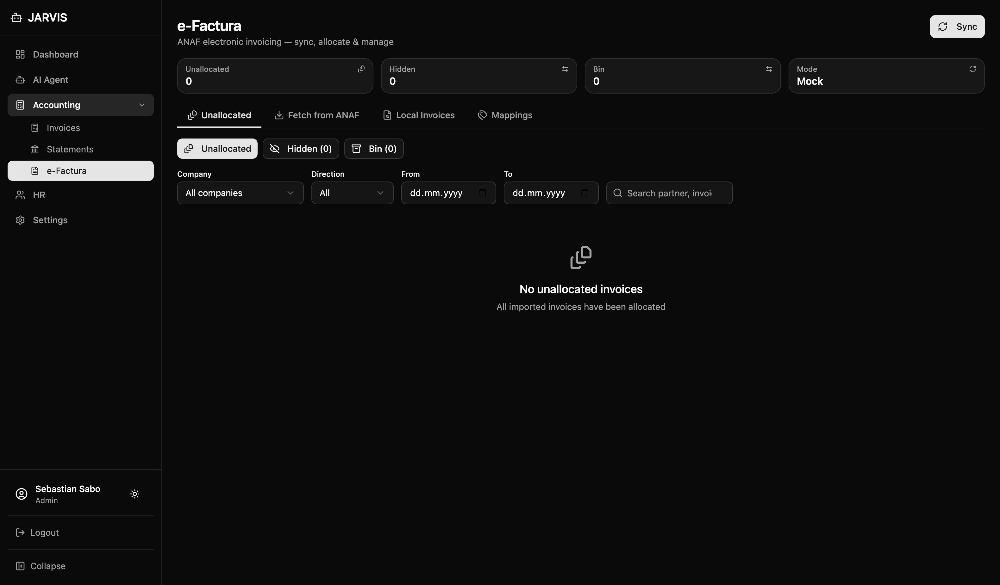 JARVIS
Dashboard
AI Agent
Accounting
Invoices
Statements
e-Factura
HR
Settings
Sebastian Sabo
Admin
Logout
Collapse
e-Factura
ANAF electronic invoicing — sync, allocate & manage
Sync
Unallocated
0
Hidden
0
Bin
0
Mode
Mock
Unallocated
Fetch from ANAF
Local Invoices
Mappings
Unallocated
Hidden (0)
Bin (0)
Company
All companies
Direction
All
From
dd.mm.yyyy
To
dd.mm.yyyy
Search partner, invoi
No unallocated invoices
All imported invoices have been allocated